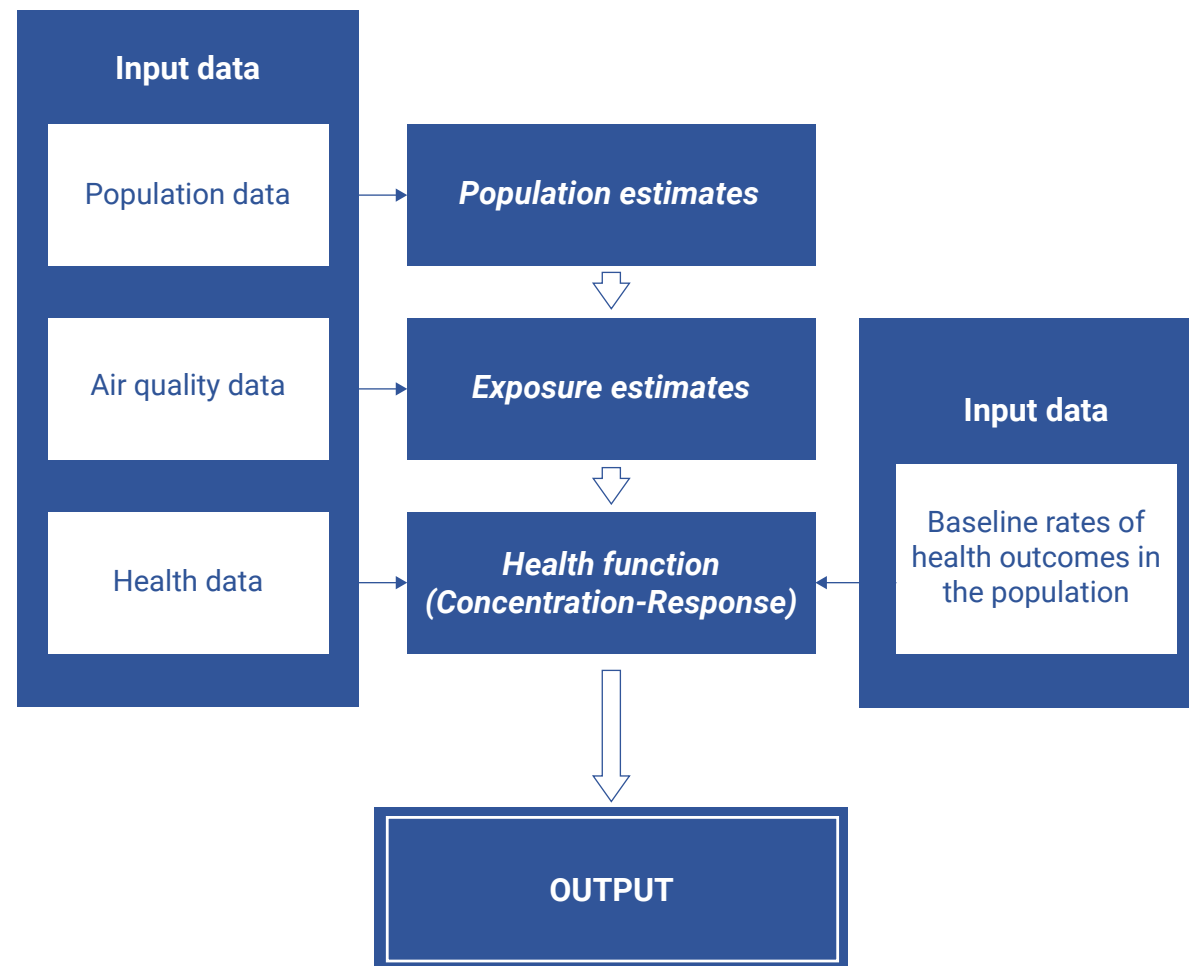 Input data
Population data
Population estimates
Air quality data
Exposure estimates
Health data
Health function
(Concentration-Response)
Input data
Baseline rates of
health outcomes in
the population
OUTPUT